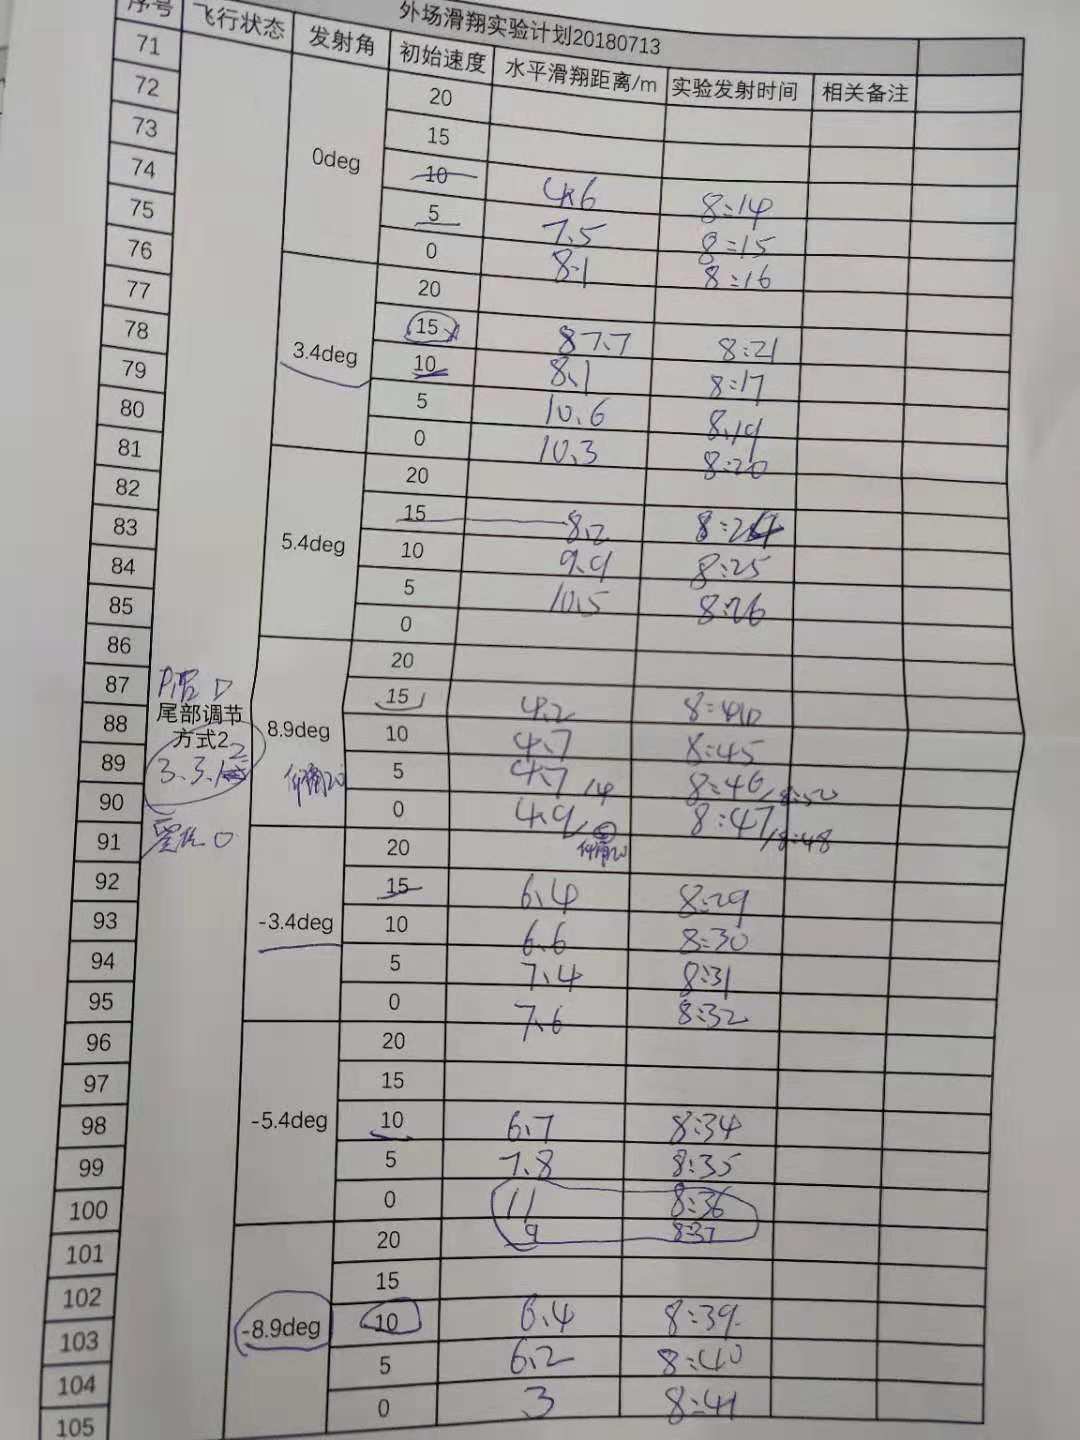 外场滑翔实验计划20180713
序号 飞行状态 发射角 初始速度 水平滑翔距离/m 实验发射时间 相关备注
71 0deg 20
72 15
73 10 4.6 8:14
74 5 7.5 8:15
75 0 8.1 8:16
76 3.4deg 20
77 15 8 7.7 8:21
78 10 8.1 8:17
79 5 10.6 8:19
80 0 10.3 8:20
81 5.4deg 20
82 15 8.2 8:24
83 10 9.9 8:25
84 5 10.5 8:26
85 0
86 8.9deg 20
87 15 4.2
88 尾部调节方式2 10 4.7 8:45
89 3.3 仰角20 5 4.7/4 8:46/8:50
90 0 4.9/ 仰角20 8:47/8:48
91 -3.4deg 20
92 15 6.4 8:29
93 10 6.6 8:30
94 5 7.4 8:31
95 0 7.6 8:32
96 -5.4deg 20
97 15
98 10 6.7 8:34
99 5 7.8 8:35
100 0 11 8:36
9 8:37
101 -8.9deg 20
102 15
103 10 6.4 8:39
104 5 6.2 8:40
105 0 3 8:41